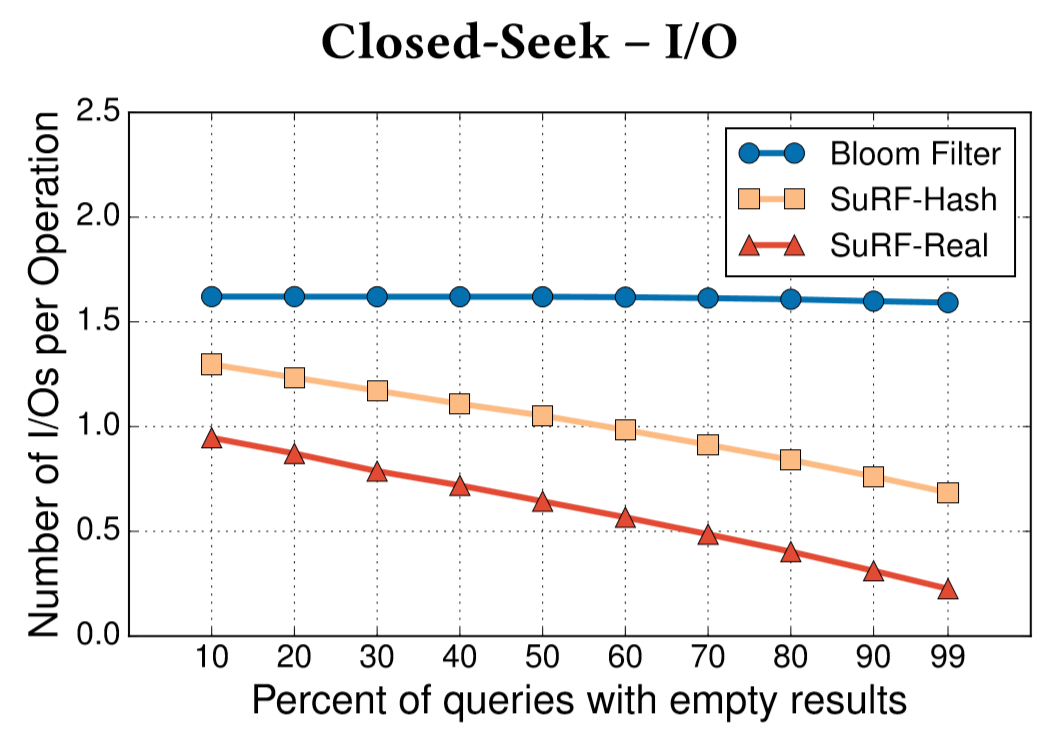 Closed-Seek – I/O
Number of I/Os per Operation
2.5
2.0
1.5
1.0
0.5
0.0
Bloom Filter
SuRF-Hash
SuRF-Real
10 20 30 40 50 60 70 80 90 99
Percent of queries with empty results